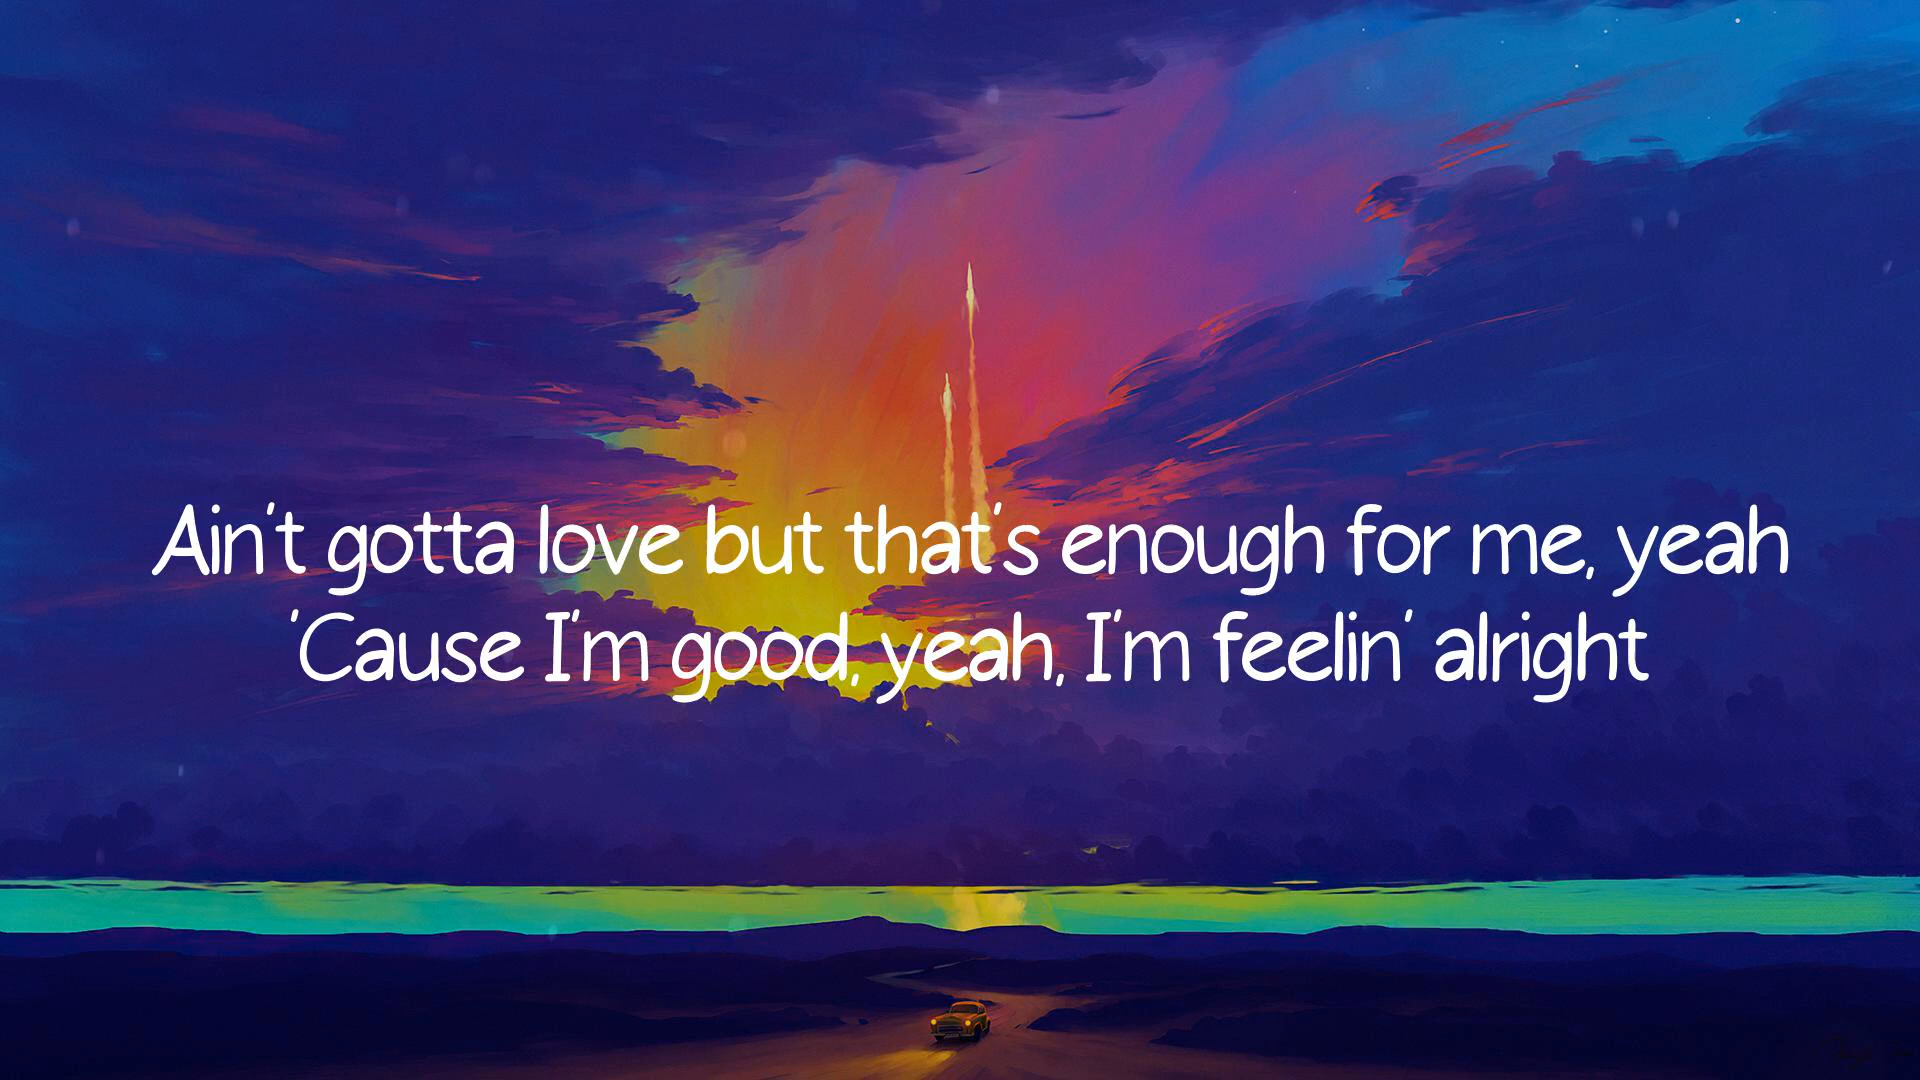 Ain't gotta love but that's enough for me, yeah
'Cause I'm good, yeah, I'm feelin' alright